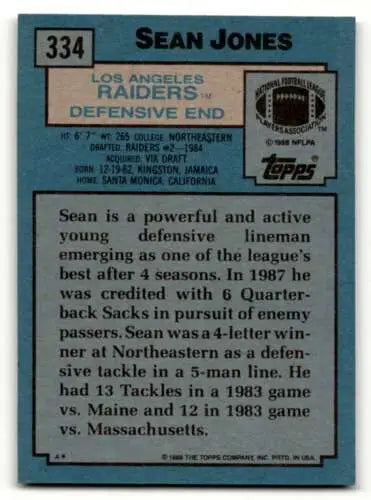 334
SEAN JONES
LOS ANGELES
RAIDERS™
DEFENSIVE END
NATIONAL FOOTBALL LEAGUE
PLAYERS ASSOCIATION™
© 1988 NFLPA
Topps®
HT: 6' 7" WT: 265 COLLEGE: NORTHEASTERN
DRAFTED: RAIDERS #2—1984
ACQUIRED: VIA DRAFT
BORN: 12-19-62, KINGSTON, JAMAICA
HOME: SANTA MONICA, CALIFORNIA
Sean is a powerful and active
young defensive lineman
emerging as one of the league's
best after 4 seasons. In 1987 he
was credited with 6 Quarter-
back Sacks in pursuit of enemy
passers. Sean was a 4-letter win-
ner at Northeastern as a defen-
sive tackle in a 5-man line. He
had 13 Tackles in a 1983 game
vs. Maine and 12 in 1983 game
vs. Massachusetts.
A*
© 1988 THE TOPPS COMPANY, INC. PRTD. IN U.S.A.